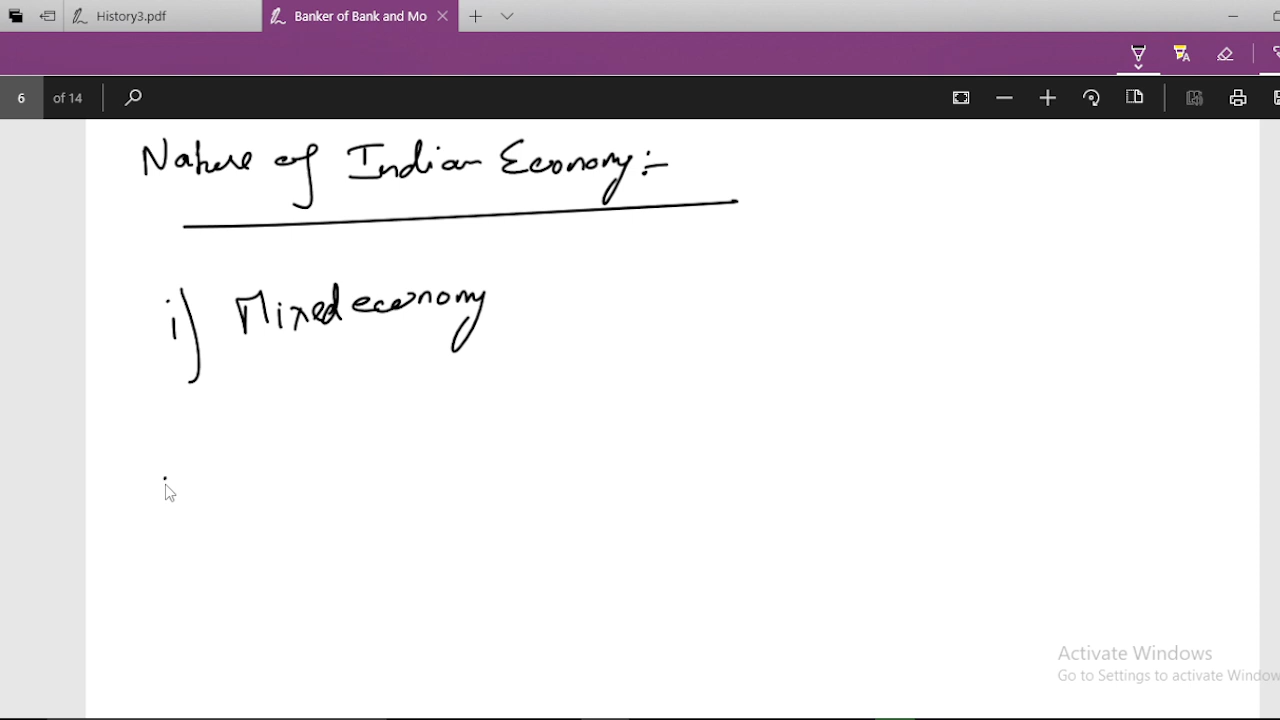 History3.pdf
Banker of Bank and Mo
6 of 14
Nature of Indian Economy:-
i) Mixed economy
Activate Windows
Go to Settings to activate Window